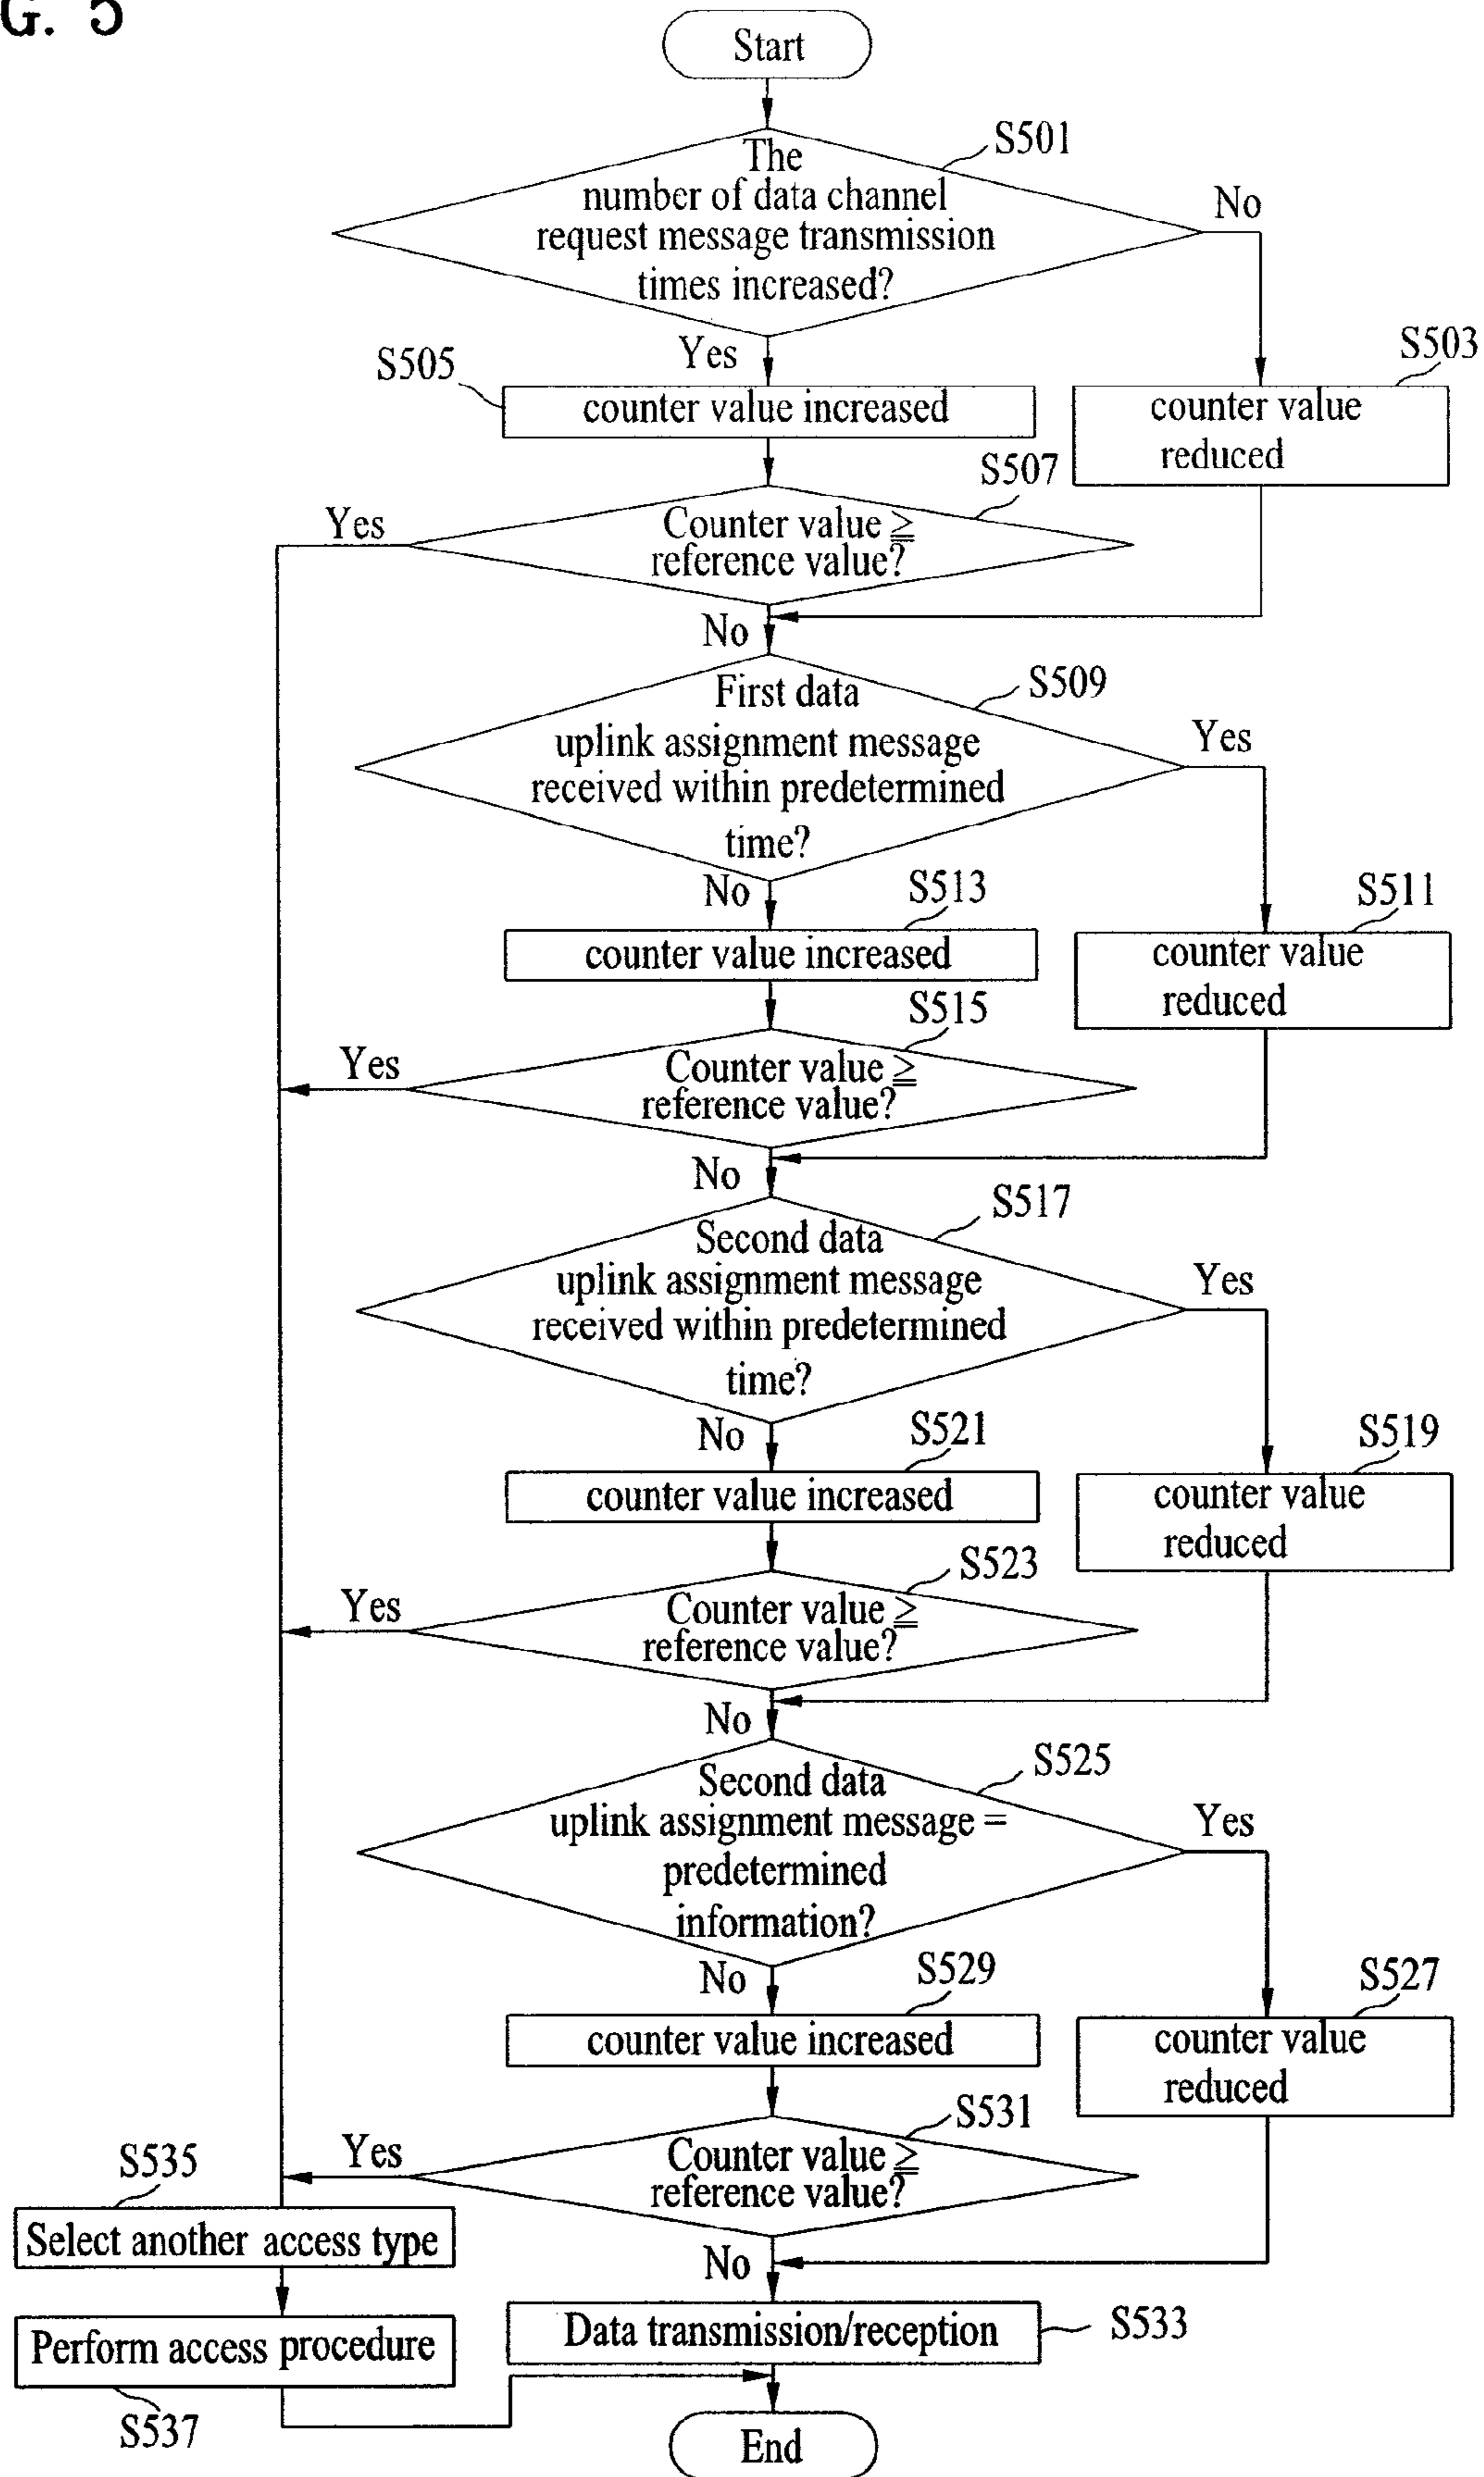 G. 5
Start
S501
The
number of data channel
request message transmission
times increased?
No
Yes
S505
S503
counter value increased
counter value
reduced
S507
Yes
Counter value ≧
reference value?
No
S509
First data
uplink assignment message
received within predetermined
time?
Yes
No
S513
S511
counter value increased
counter value
reduced
S515
Yes
Counter value ≧
reference value?
No
S517
Second data
uplink assignment message
received within predetermined
time?
Yes
No
S521
S519
counter value increased
counter value
reduced
S523
Yes
Counter value ≧
reference value?
No
S525
Second data
uplink assignment message =
predetermined
information?
Yes
No
S529
S527
counter value increased
counter value
reduced
S531
Yes
Counter value ≧
reference value?
S535
Select another access type
No
Perform access procedure
Data transmission/reception
S533
S537
End